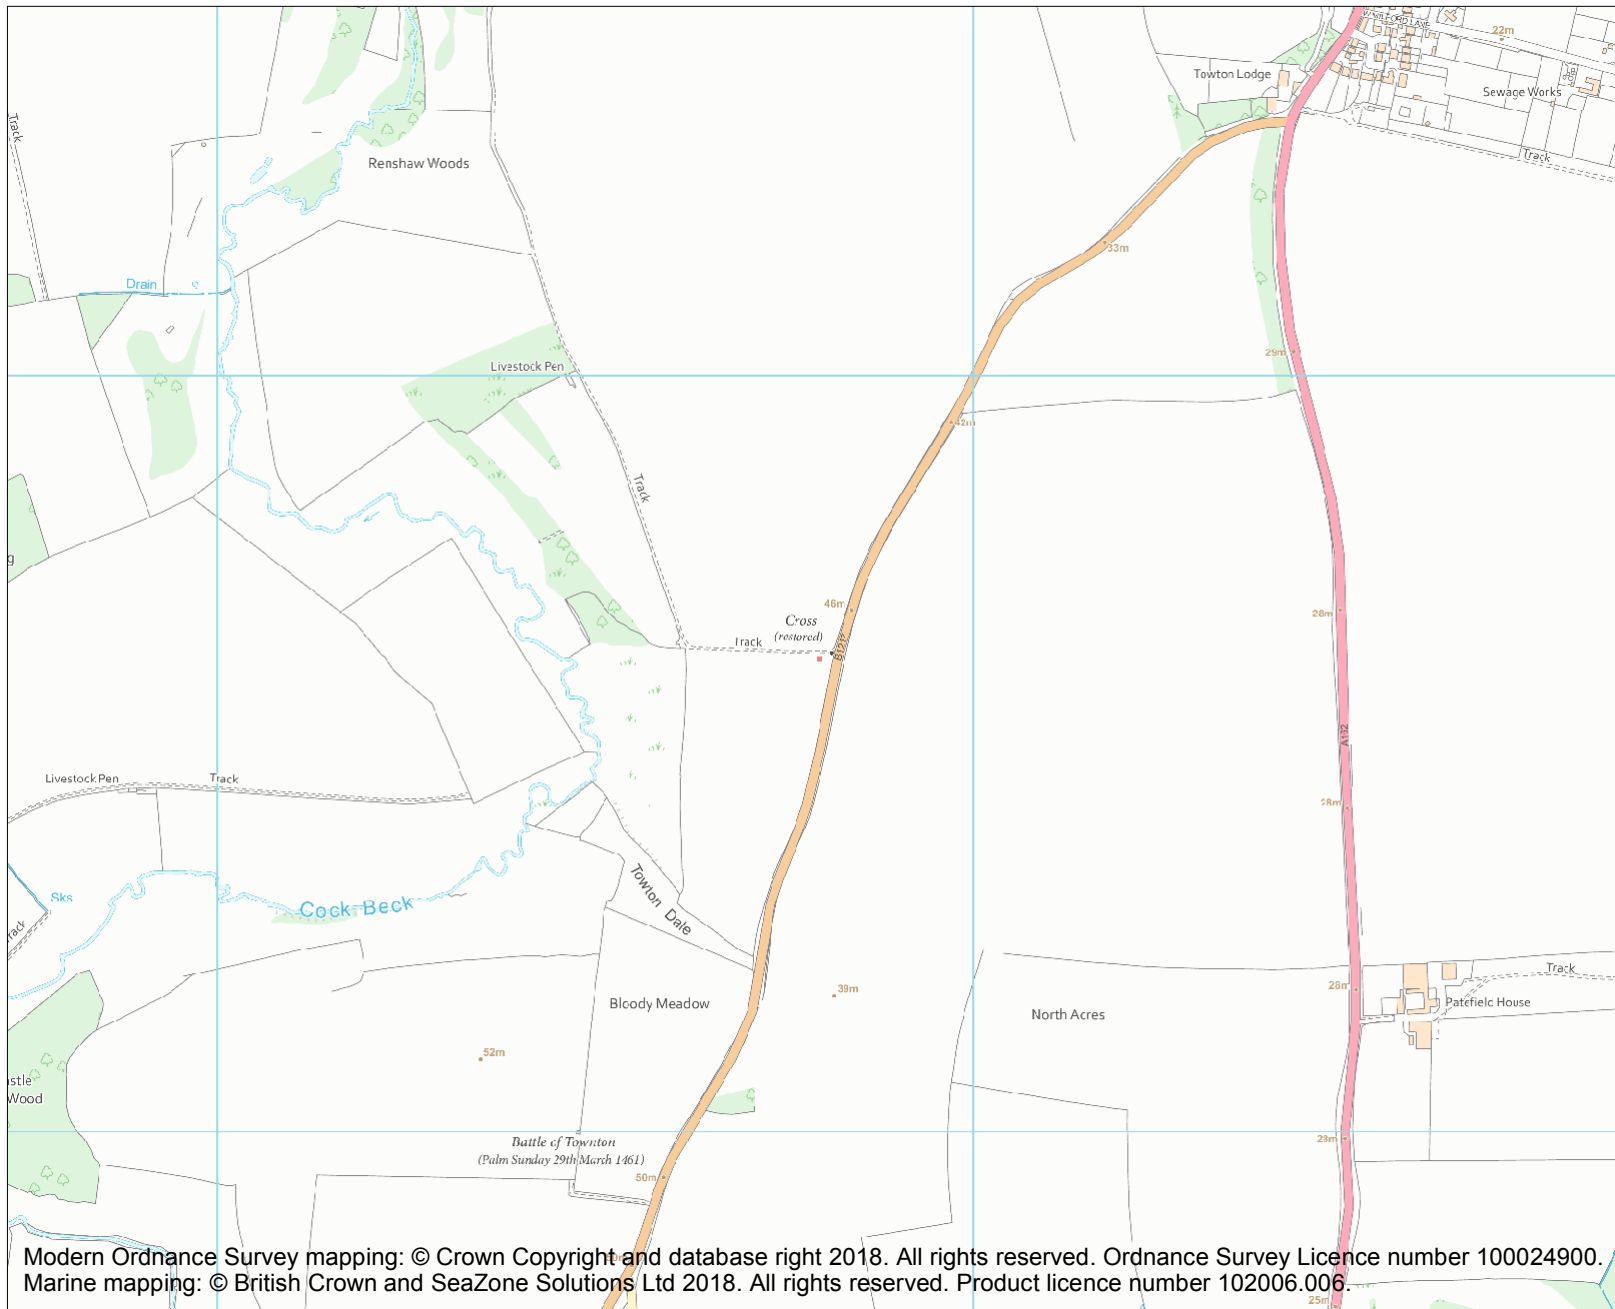 22m
Towton Lodge
Sewage Works
Track
Track
Renshaw Woods
33m
Drain
29m
Livestock Pen
42m
Track
46m
Cross
(restored)
28m
Track
A162
Livestock Pen
Track
28m
Towton Dale
Sks
Cock Beck
Track
28m
39m
Bloody Meadow
North Acres
Patefield House
52m
Wood
28m
Battle of Townton
(Palm Sunday 29th March 1461)
50m
Modern Ordnance Survey mapping: © Crown Copyright and database right 2018. All rights reserved. Ordnance Survey Licence number 100024900.
Marine mapping: © British Crown and SeaZone Solutions Ltd 2018. All rights reserved. Product licence number 102006.006.
25m